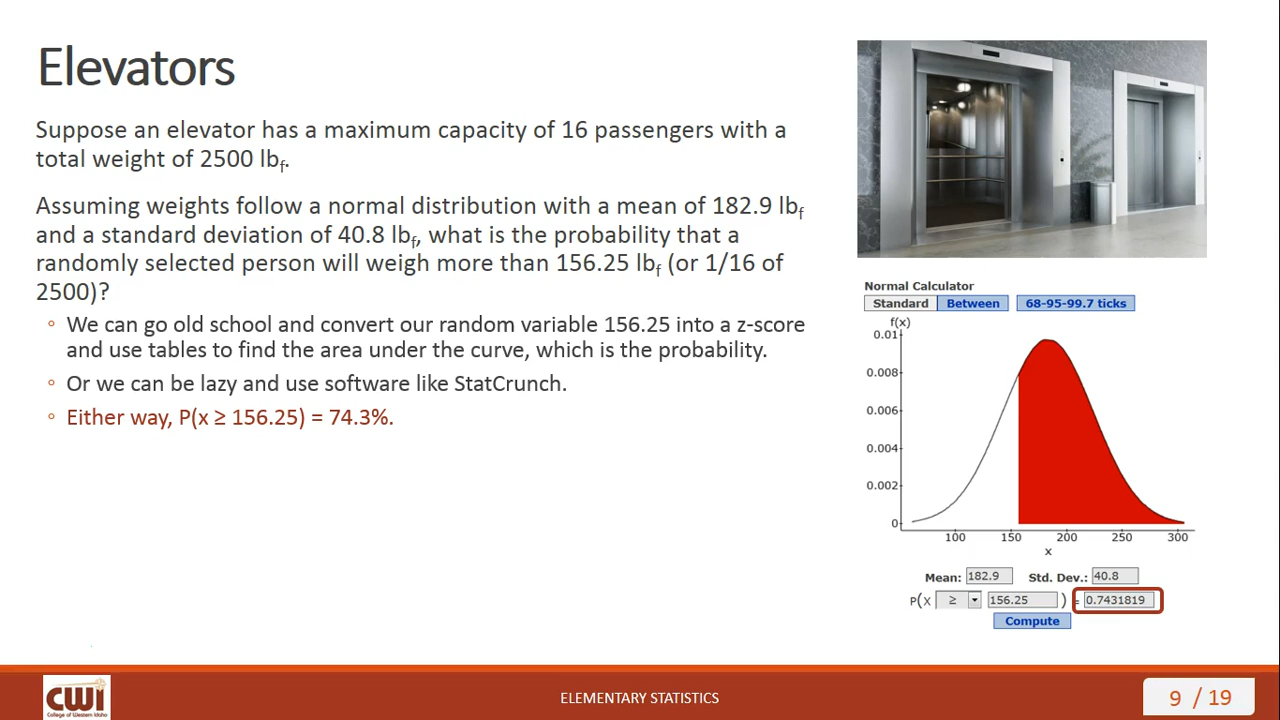 Elevators
Suppose an elevator has a maximum capacity of 16 passengers with a
total weight of 2500 lbf.
Assuming weights follow a normal distribution with a mean of 182.9 lbf
and a standard deviation of 40.8 lbf, what is the probability that a
randomly selected person will weigh more than 156.25 lbf (or 1/16 of
2500)?
◦ We can go old school and convert our random variable 156.25 into a z-score
and use tables to find the area under the curve, which is the probability.
◦ Or we can be lazy and use software like StatCrunch.
◦ Either way, P(x ≥ 156.25) = 74.3%.
Normal Calculator
Standard Between 68-95-99.7 ticks
f(x)
0.01
0.008
0.006
0.004
0.002
0
100 150 200 250 300
x
Mean: 182.9 Std. Dev.: 40.8
P(X ≥ 156.25 ) = 0.7431819
Compute
CWI
College of Western Idaho
ELEMENTARY STATISTICS
9 / 19